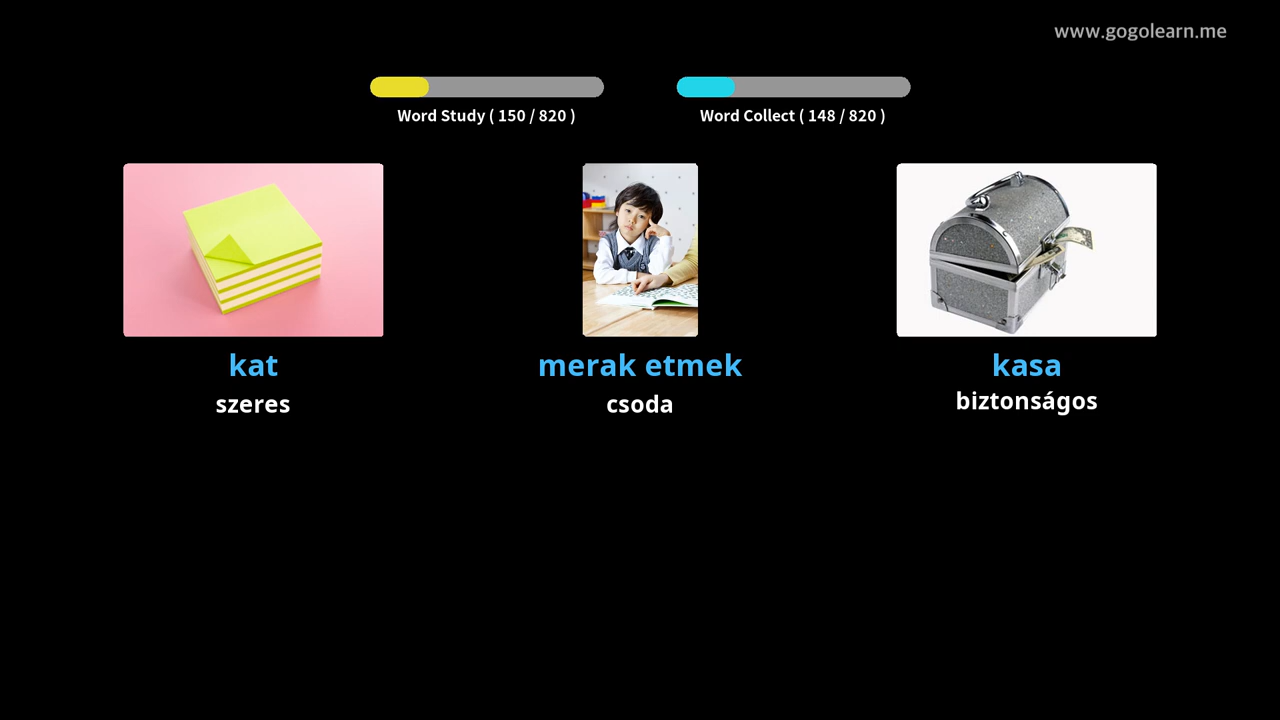 www.gogolearn.me
Word Study ( 150 / 820 )
Word Collect ( 148 / 820 )
kat
szeres
merak etmek
csoda
kasa
biztonságos